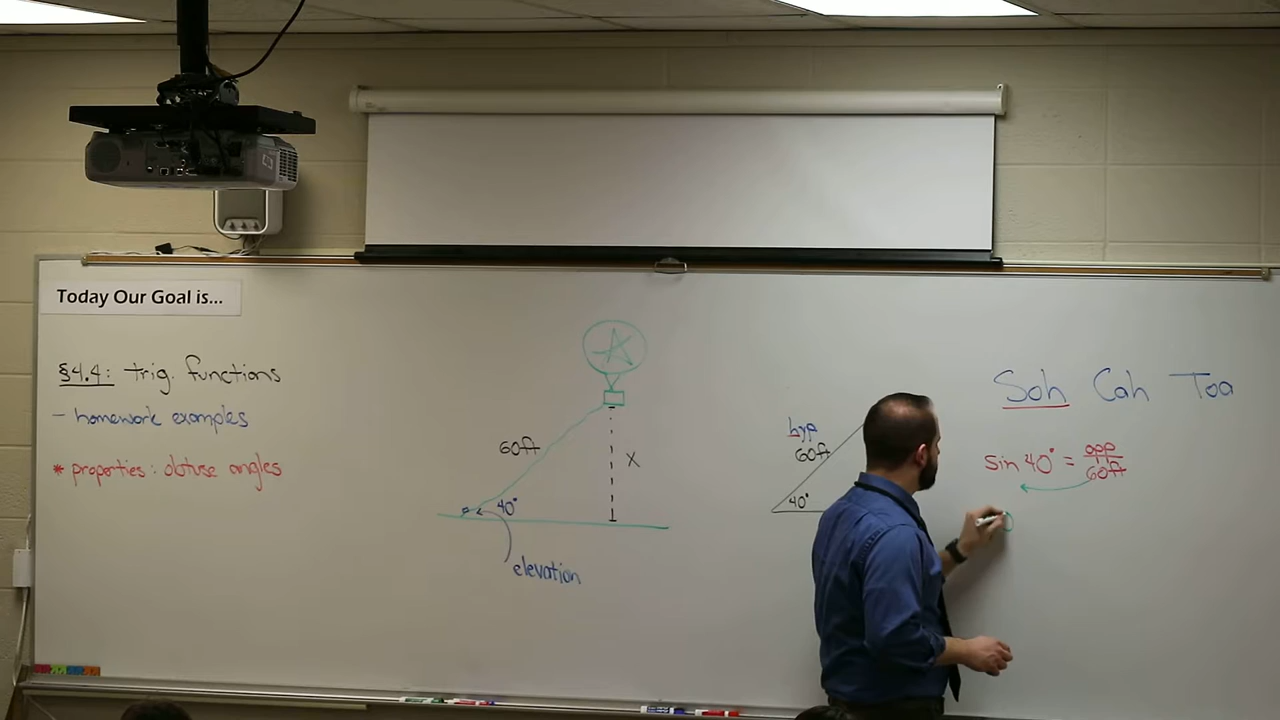 Today Our Goal is...
§4.4: trig. functions
- homework examples
* properties: obtuse angles
60ft
X
40°
elevation
hyp
60ft
40°
Soh Cah Toa
sin 40° = opp/60ft